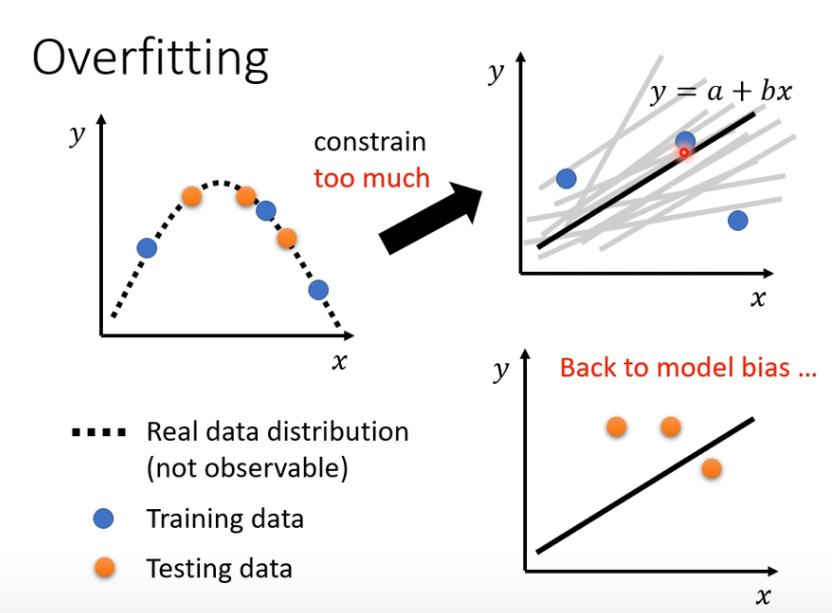 Overfitting
y
x
constrain
too much
y
y = a + bx
x
Real data distribution
(not observable)
Training data
Testing data
y
Back to model bias ...
x